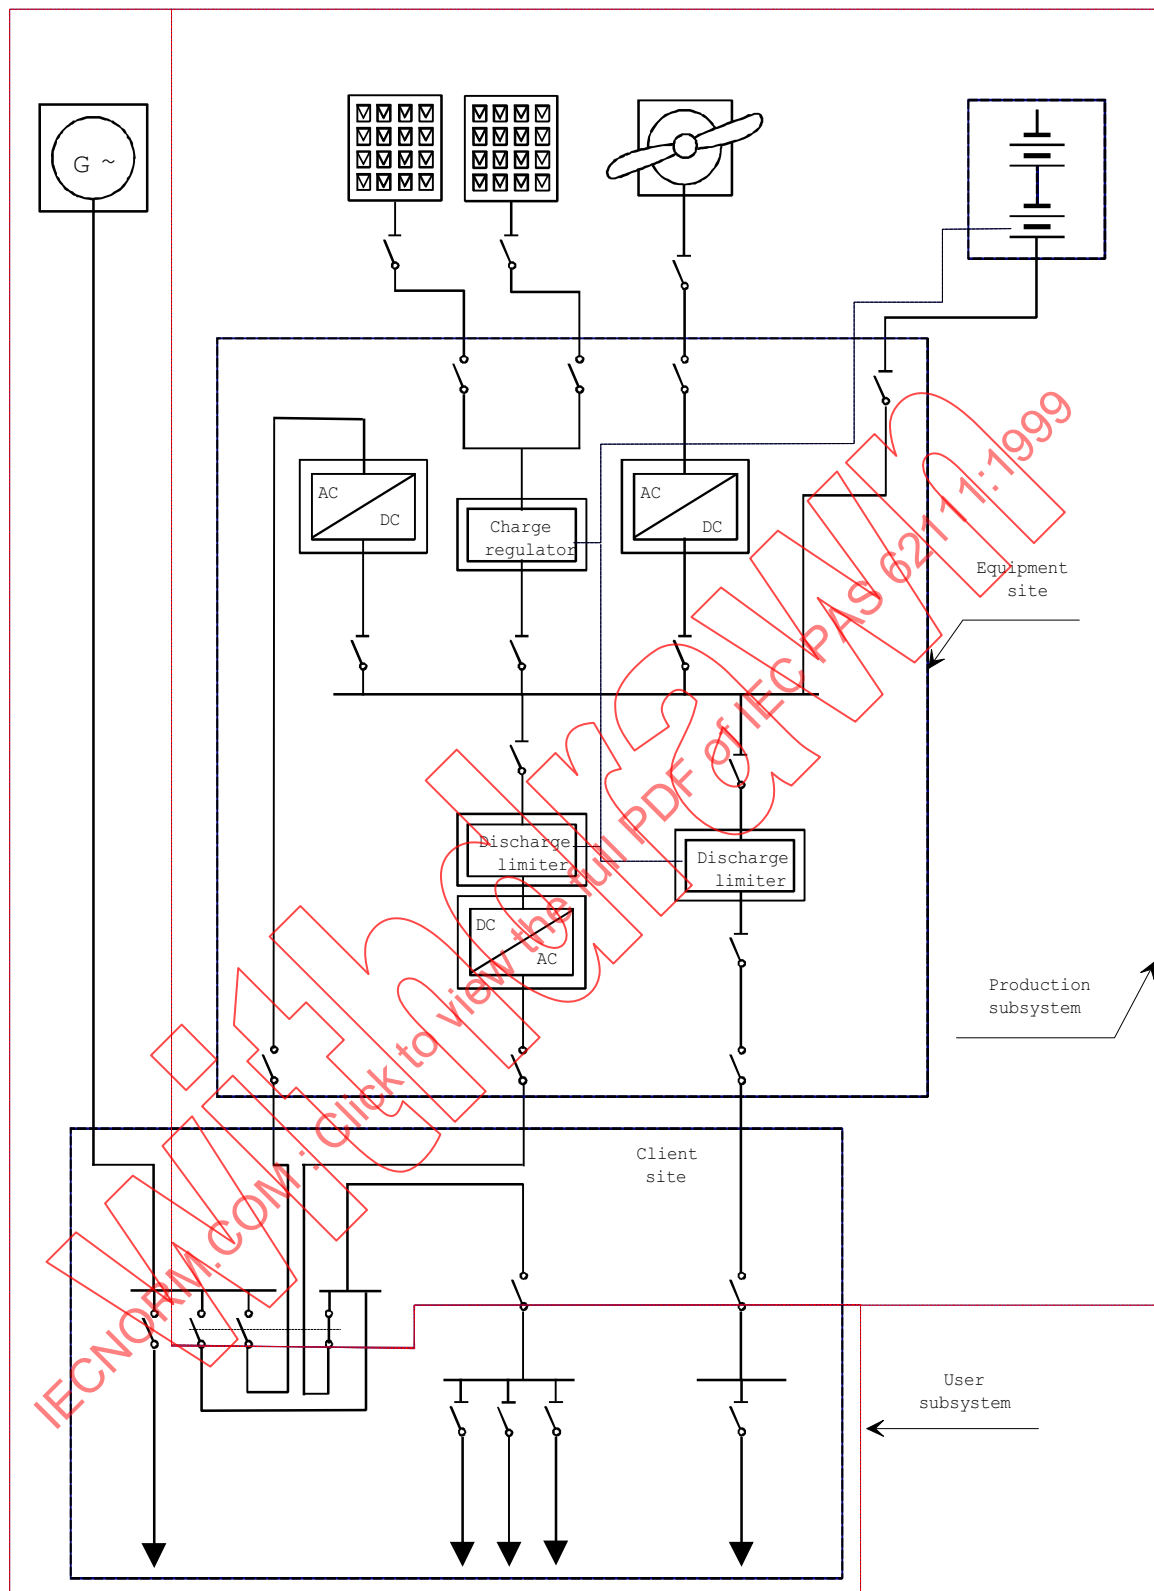 G ~
AC
DC
Charge
regulator
AC
DC
Equipment
site
Discharge
limiter
Discharge
limiter
DC
AC
Production
subsystem
Client
site
User
subsystem
Withdrawn
IECNORM.COM : Click to view the full PDF of IEC PAS 62111:1999